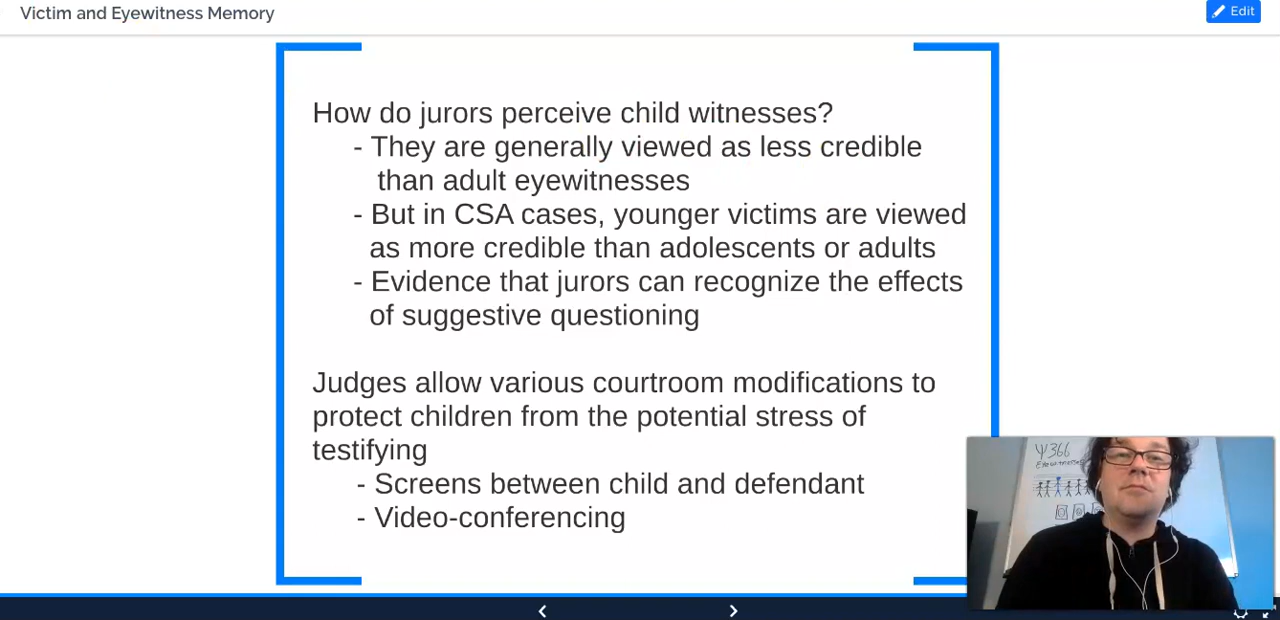 Victim and Eyewitness Memory
Edit
How do jurors perceive child witnesses?
- They are generally viewed as less credible
than adult eyewitnesses
- But in CSA cases, younger victims are viewed
as more credible than adolescents or adults
- Evidence that jurors can recognize the effects
of suggestive questioning
Judges allow various courtroom modifications to
protect children from the potential stress of
testifying
- Screens between child and defendant
- Video-conferencing
Ψ366